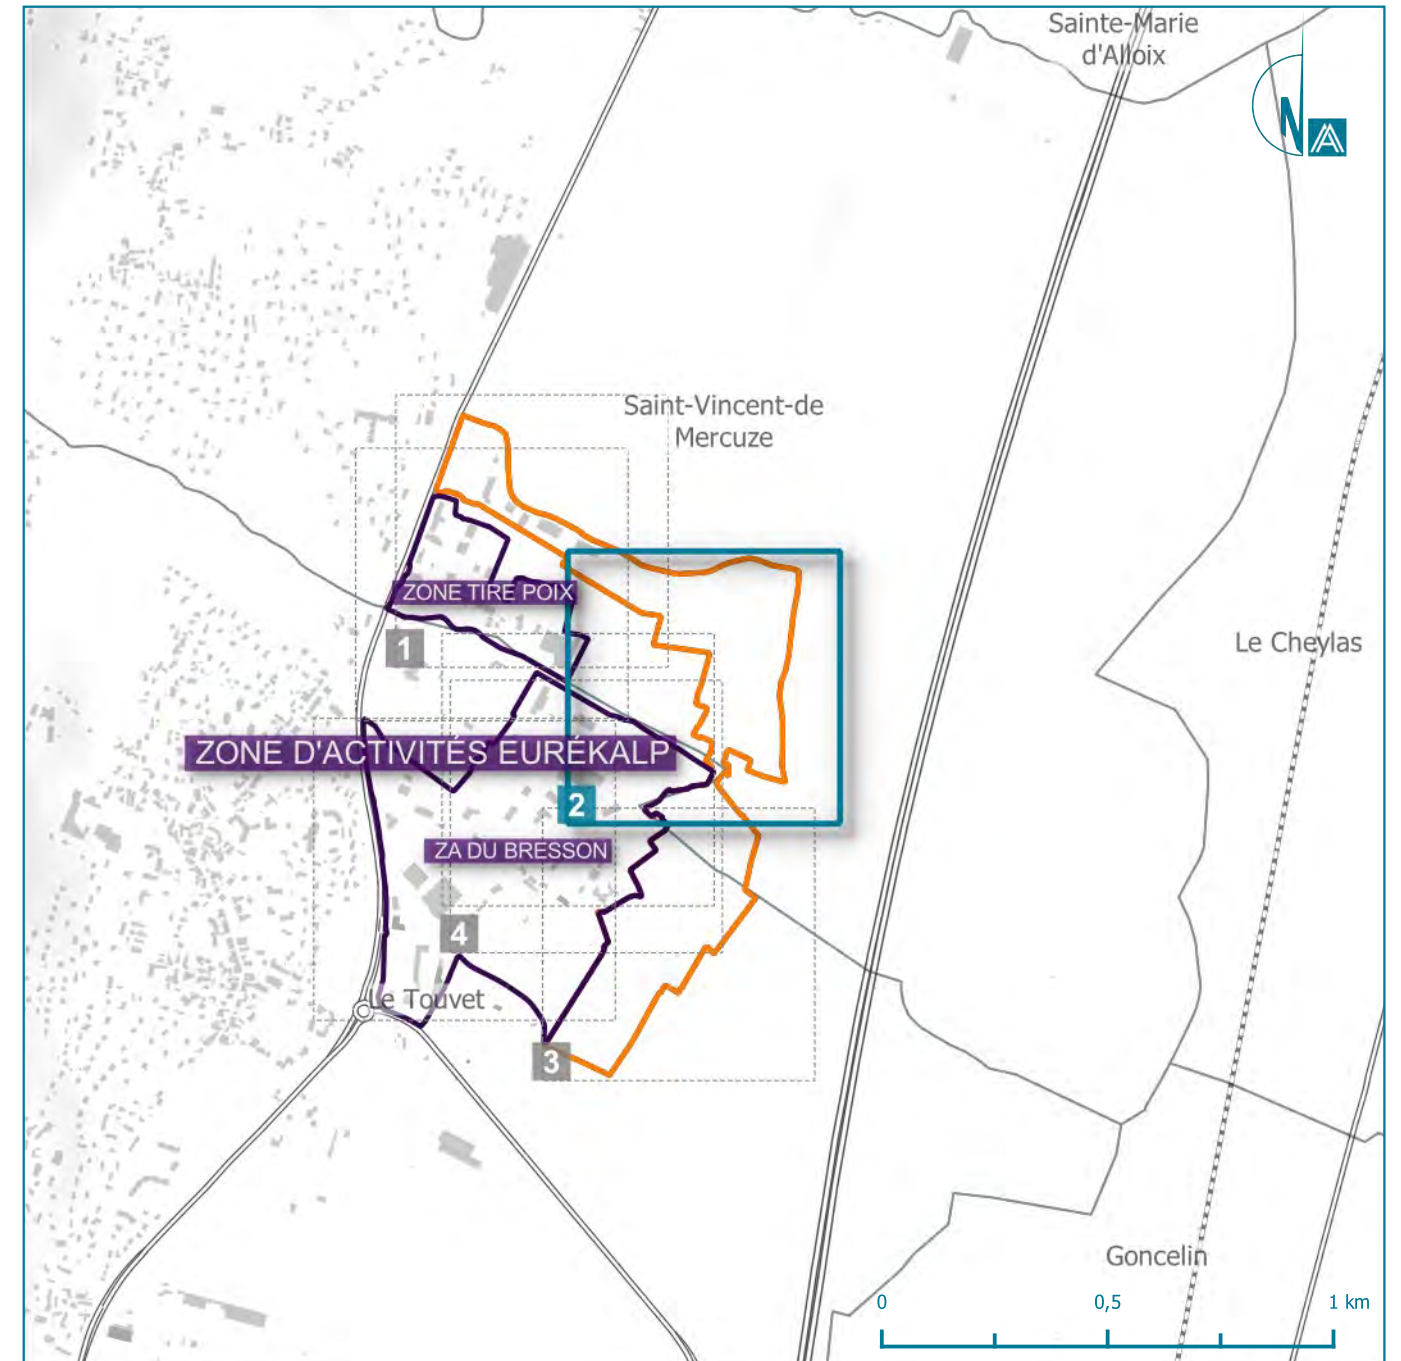 Sainte-Marie
d'Alloix
N
Saint-Vincent-de
Mercuze
ZONE TIRE POIX
1
Le Cheylas
ZONE D'ACTIVITÉS EURÉKALP
2
ZA DU BRESSON
4
Le Touvet
3
Goncelin
0 0,5 1 km